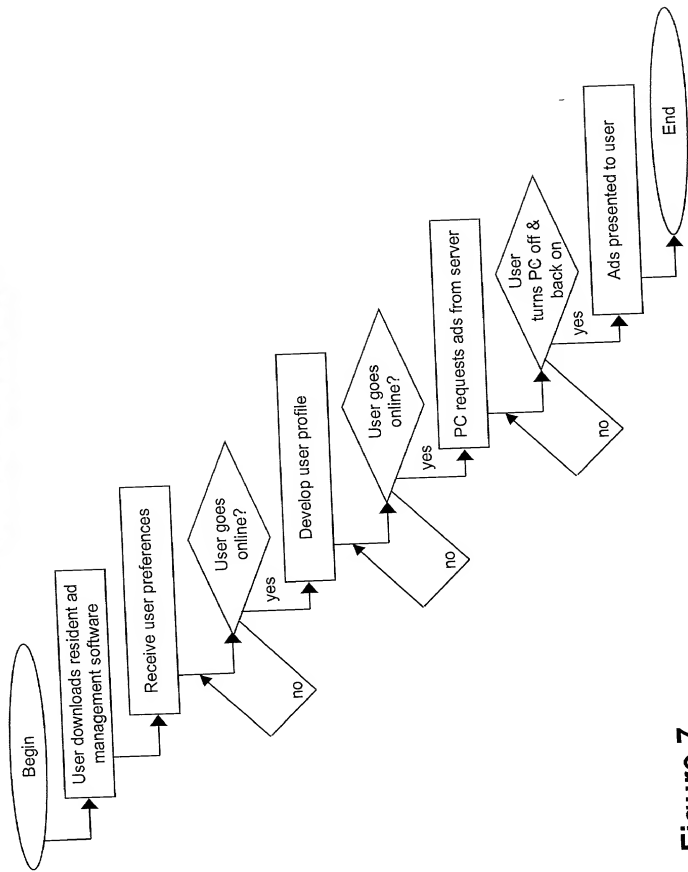 Begin
User downloads resident ad
management software
Receive user preferences
User goes
online?
no
yes
Develop user profile
User goes
online?
no
yes
PC requests ads from server
User
turns PC off &
back on
no
yes
Ads presented to user
End
Figure 7